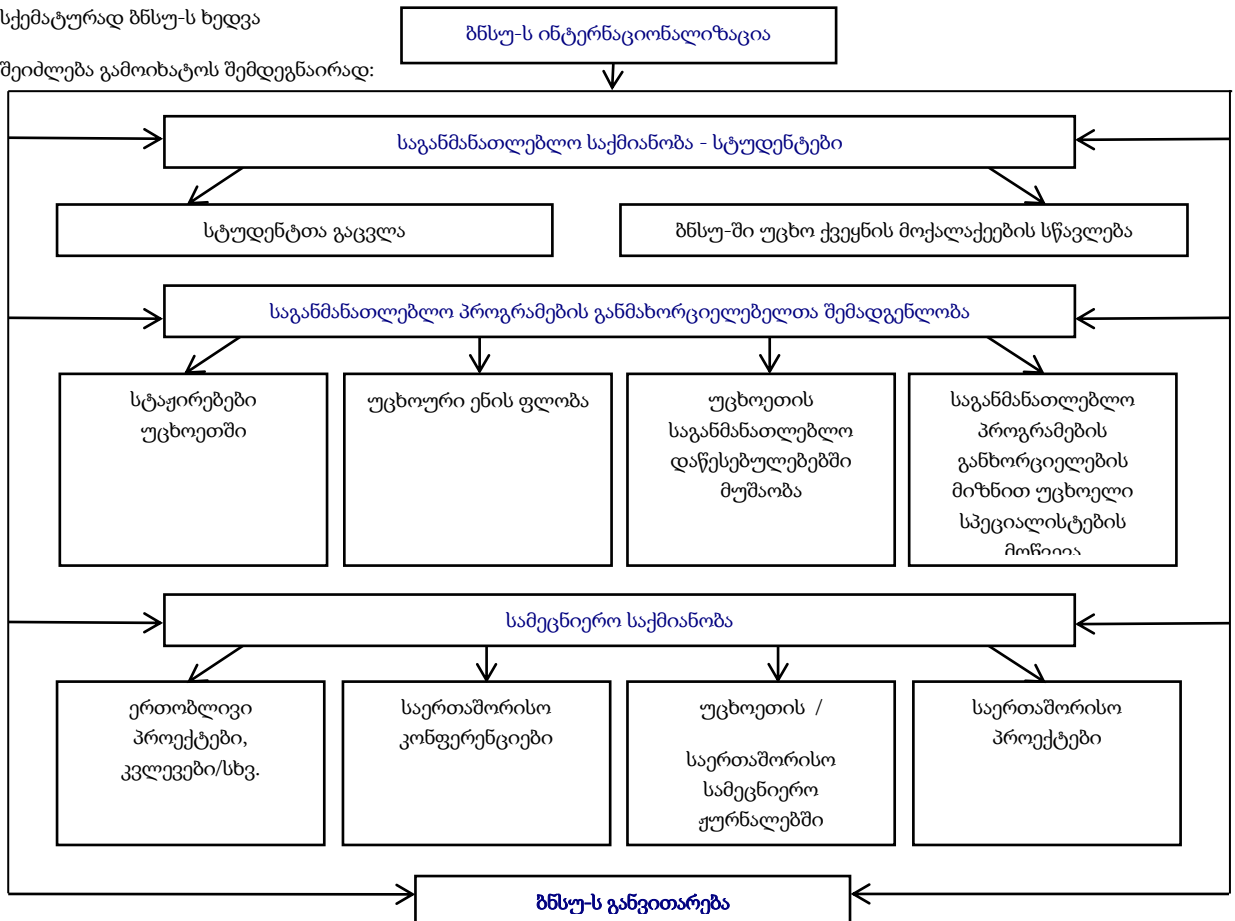 სქემატურად ბნსუ-ს ხედვა
ბნსუ-ს ინტერნაციონალიზაცია
შეიძლება გამოიხატოს შემდეგნაირად:
საგანმანათლებლო საქმიანობა - სტუდენტები
სტუდენტთა გაცვლა
ბნსუ-ში უცხო ქვეყნის მოქალაქეების სწავლება
საგანმანათლებლო პროგრამების განმახორციელებელთა შემადგენლობა
სტაჟირებები
უცხოეთში
უცხოური ენის ფლობა
უცხოეთის
საგანმანათლებლო
დაწესებულებებში
მუშაობა
საგანმანათლებლო
პროგრამების
განხორციელების
მიზნით უცხოელი
სპეციალისტების
მოწვევა
სამეცნიერო საქმიანობა
ერთობლივი
პროექტები,
კვლევები/სხვ.
საერთაშორისო
კონფერენციები
უცხოეთის /
საერთაშორისო
სამეცნიერო
ჟურნალებში
საერთაშორისო
პროექტები
ბნსუ-ს განვითარება